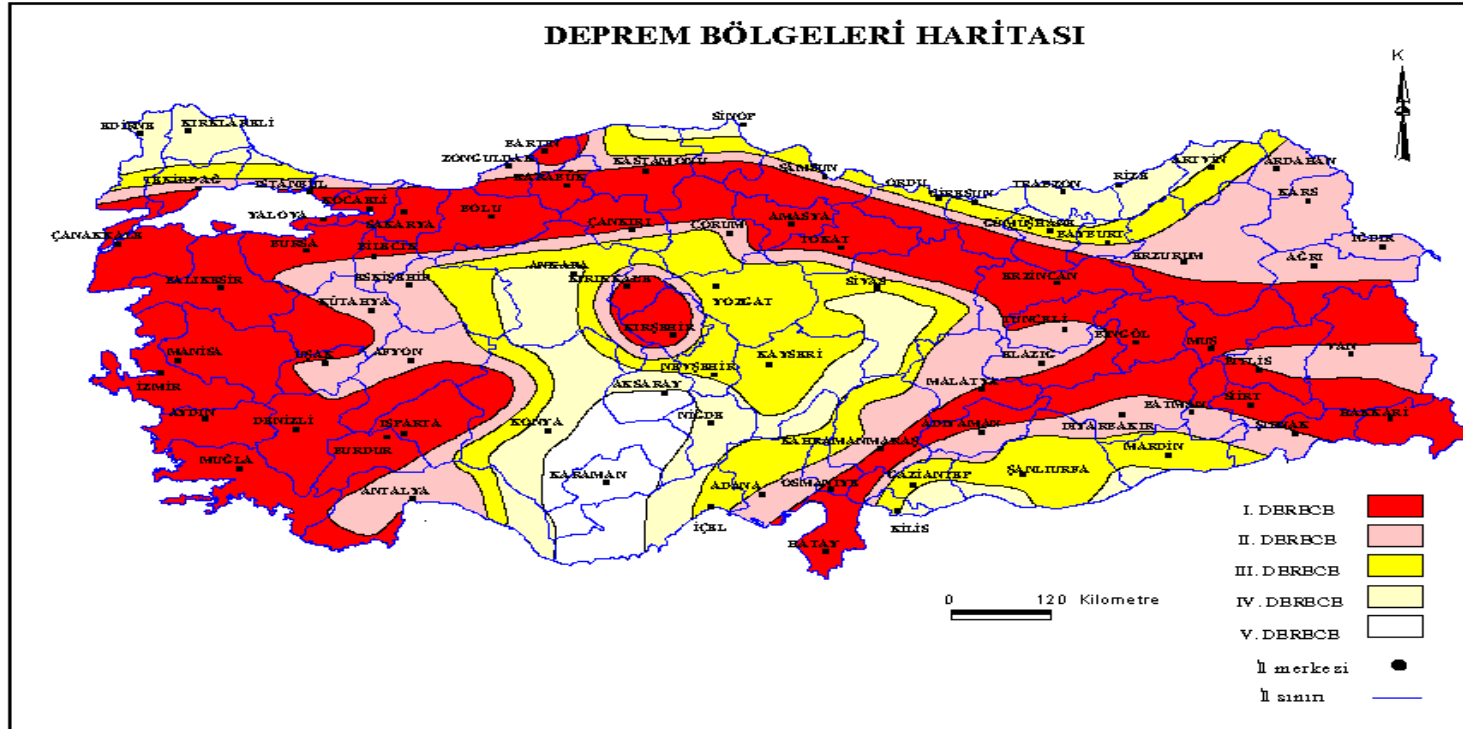 DEPREM BÖLGELERİ HARİTASI
K
SİNOP
EDİRNE
KIRKLARELİ
BARTIN
ZONGULDAK
KASTAMONU
KARABÜK
SAMSUN
ORDU
GİRESUN
TRABZON
RİZE
ARTVİN
ARDAHAN
KARS
TEKİRDAĞ
İSTANBUL
KOCAELİ
YALOVA
SAKARYA
BOLU
ÇANKIRI
ÇORUM
AMASYA
TOKAT
GÜMÜŞHANE
BAYBURT
ERZURUM
IĞDIR
AĞRI
ÇANAKKALE
BURSA
BİLECİK
ESKİŞEHİR
ANKARA
KIRIKKALE
YOZGAT
SİVAS
ERZİNCAN
BALIKESİR
KÜTAHYA
KIRŞEHİR
TUNCELİ
BİNGÖL
MUŞ
VAN
MANİSA
UŞAK
AFYON
KAYSERİ
NEVŞEHİR
ELAZIĞ
BİTLİS
İZMİR
AKSARAY
MALATYA
SİİRT
AYDIN
DENİZLİ
ISPARTA
KONYA
NİĞDE
ADIYAMAN
DİYARBAKIR
BATMAN
ŞIRNAK
HAKKARİ
BURDUR
KAHRAMANMARAŞ
MARDİN
MUĞLA
KARAMAN
GAZİANTEP
ŞANLIURFA
ANTALYA
ADANA
OSMANİYE
İÇEL
KİLİS
HATAY
I. DERECE
II. DERECE
III. DERECE
IV. DERECE
V. DERECE
İl merkezi
İl sınırı
0 120 Kilometre